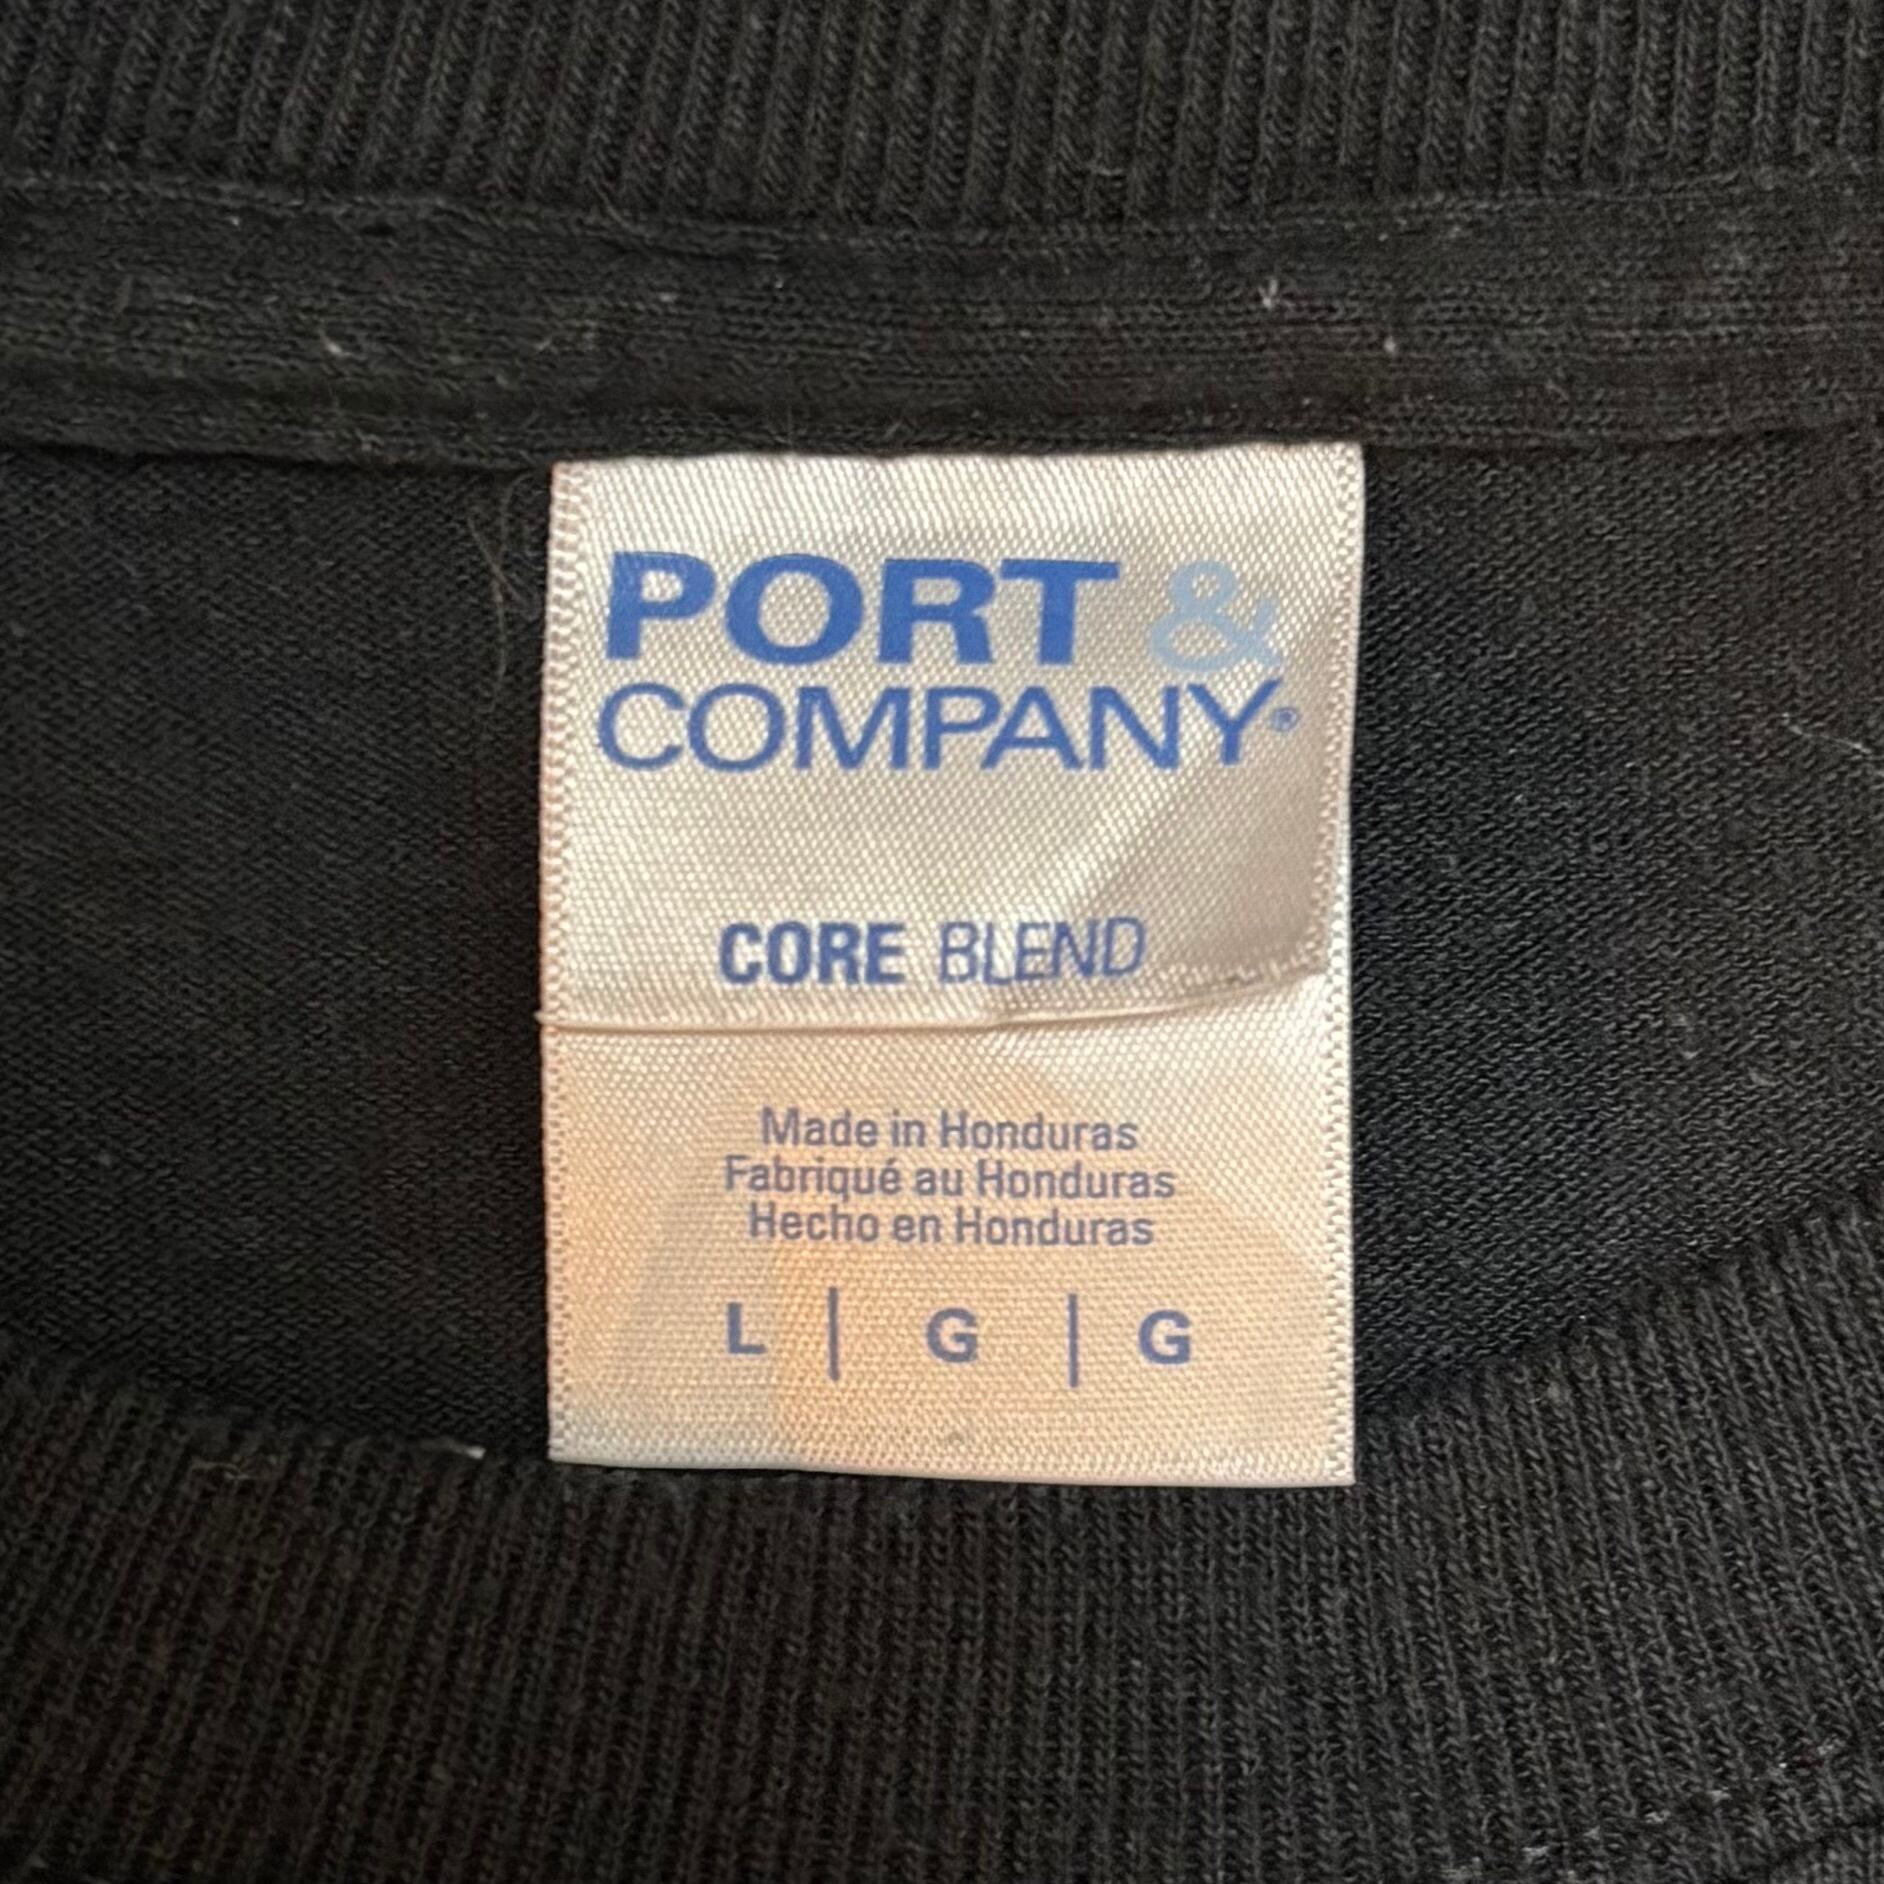 PORT &
COMPANY®
CORE BLEND
Made in Honduras
Fabriqué au Honduras
Hecho en Honduras
L | G | G